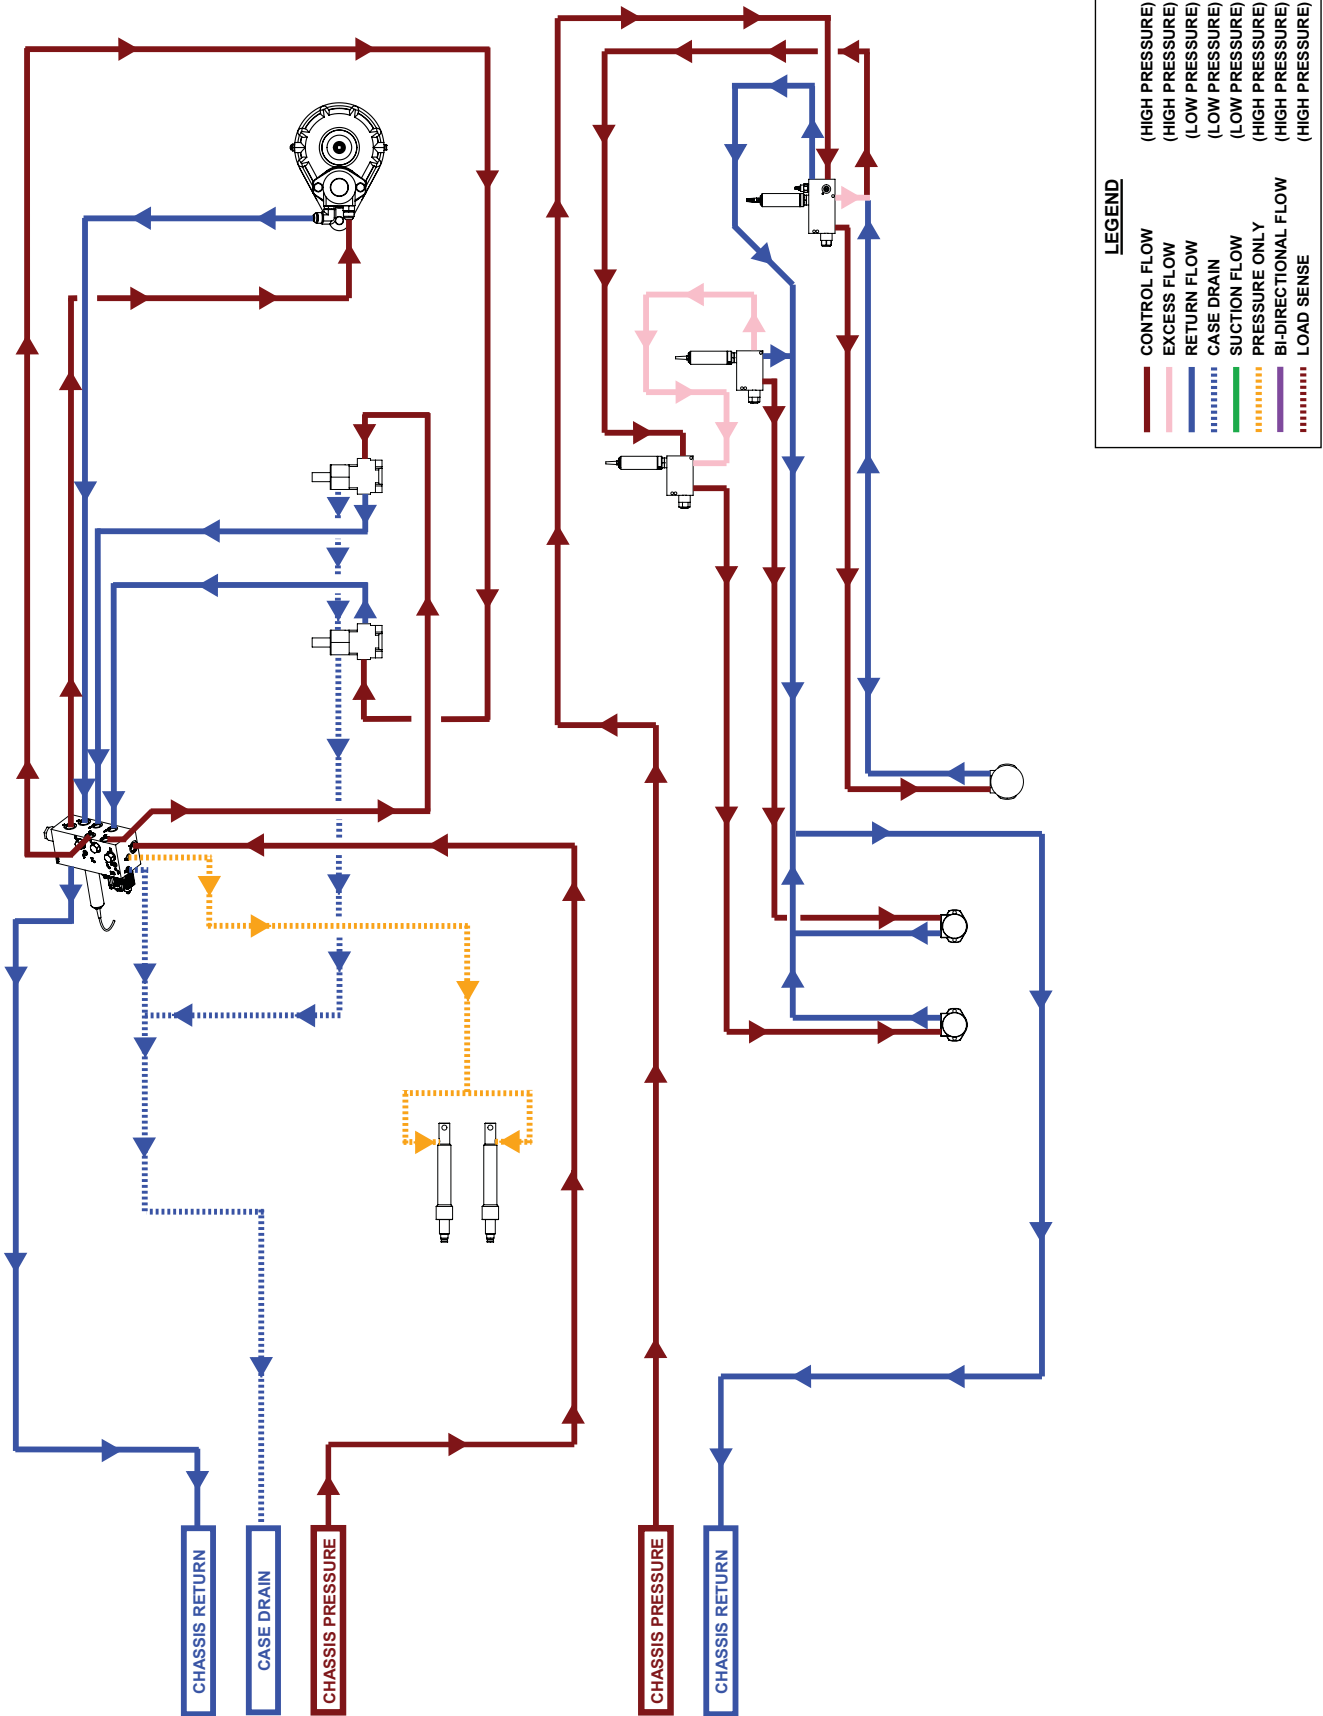 LEGEND
CONTROL FLOW (HIGH PRESSURE)
EXCESS FLOW (HIGH PRESSURE)
RETURN FLOW (LOW PRESSURE)
CASE DRAIN (LOW PRESSURE)
SUCTION FLOW (LOW PRESSURE)
PRESSURE ONLY (HIGH PRESSURE)
BI-DIRECTIONAL FLOW (HIGH PRESSURE)
LOAD SENSE (HIGH PRESSURE)
CHASSIS RETURN
CASE DRAIN
CHASSIS PRESSURE
CHASSIS PRESSURE
CHASSIS RETURN